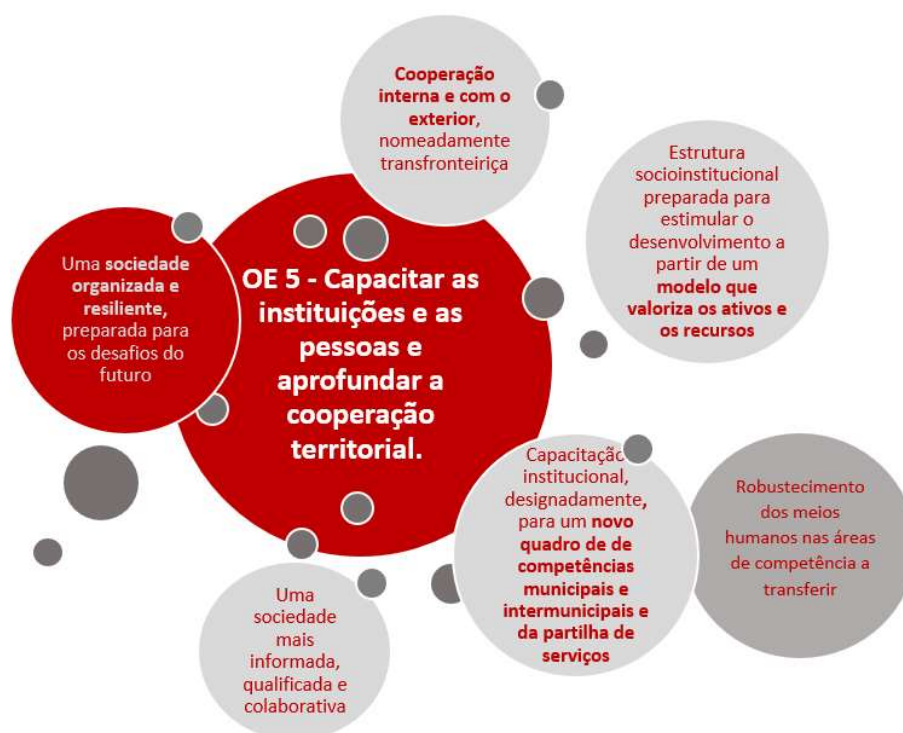 Cooperação
interna e com o
exterior,
nomeadamente
transfronteiriça
Estrutura
socioinstitucional
preparada para
estimular o
desenvolvimento a
partir de um
modelo que
valoriza os ativos e
os recursos
Uma sociedade
organizada e
resiliente,
preparada para
os desafios do
futuro
OE 5 - Capacitar as
instituições e as
pessoas e
aprofundar a
cooperação
territorial.
Capacitação
institucional,
designadamente,
para um novo
quadro de de
competências
municipais e
intermunicipais e
da partilha de
serviços
Robustecimento
dos meios
humanos nas áreas
de competência a
transferir
Uma
sociedade
mais
informada,
qualificada e
colaborativa